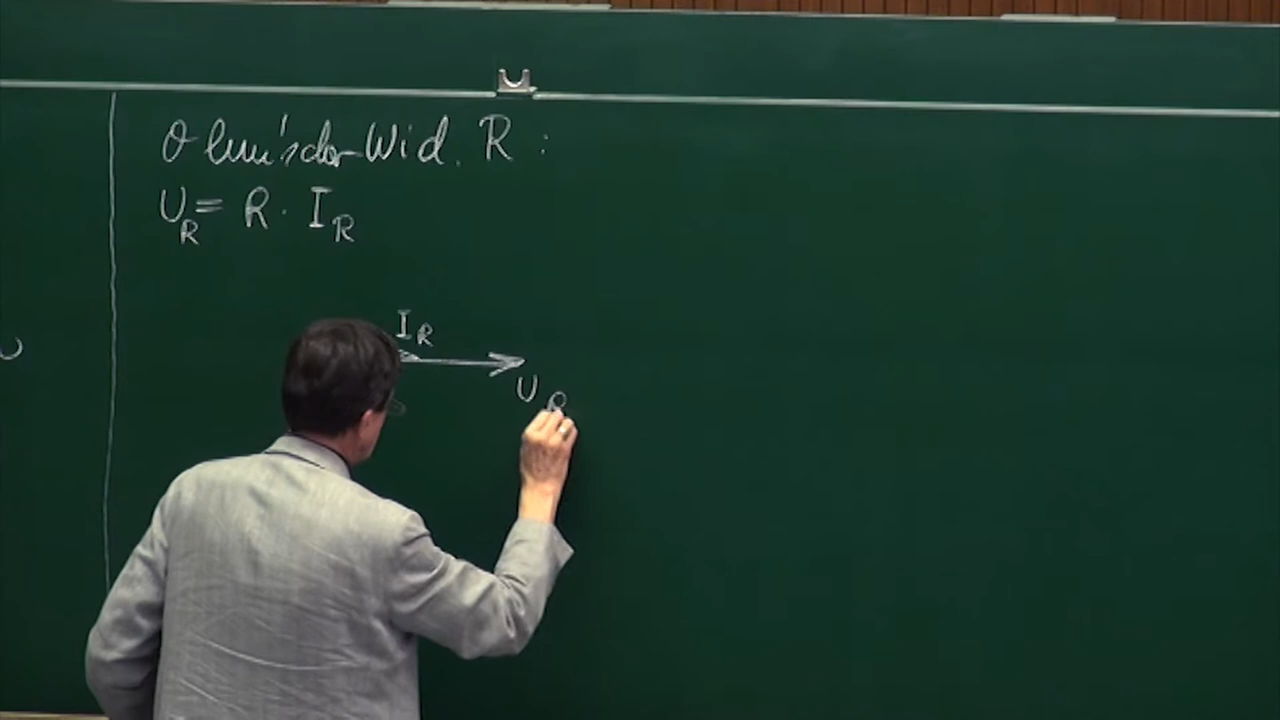 Ohm'scher Wid. R :
U_R = R · I_R
I_R
U_R